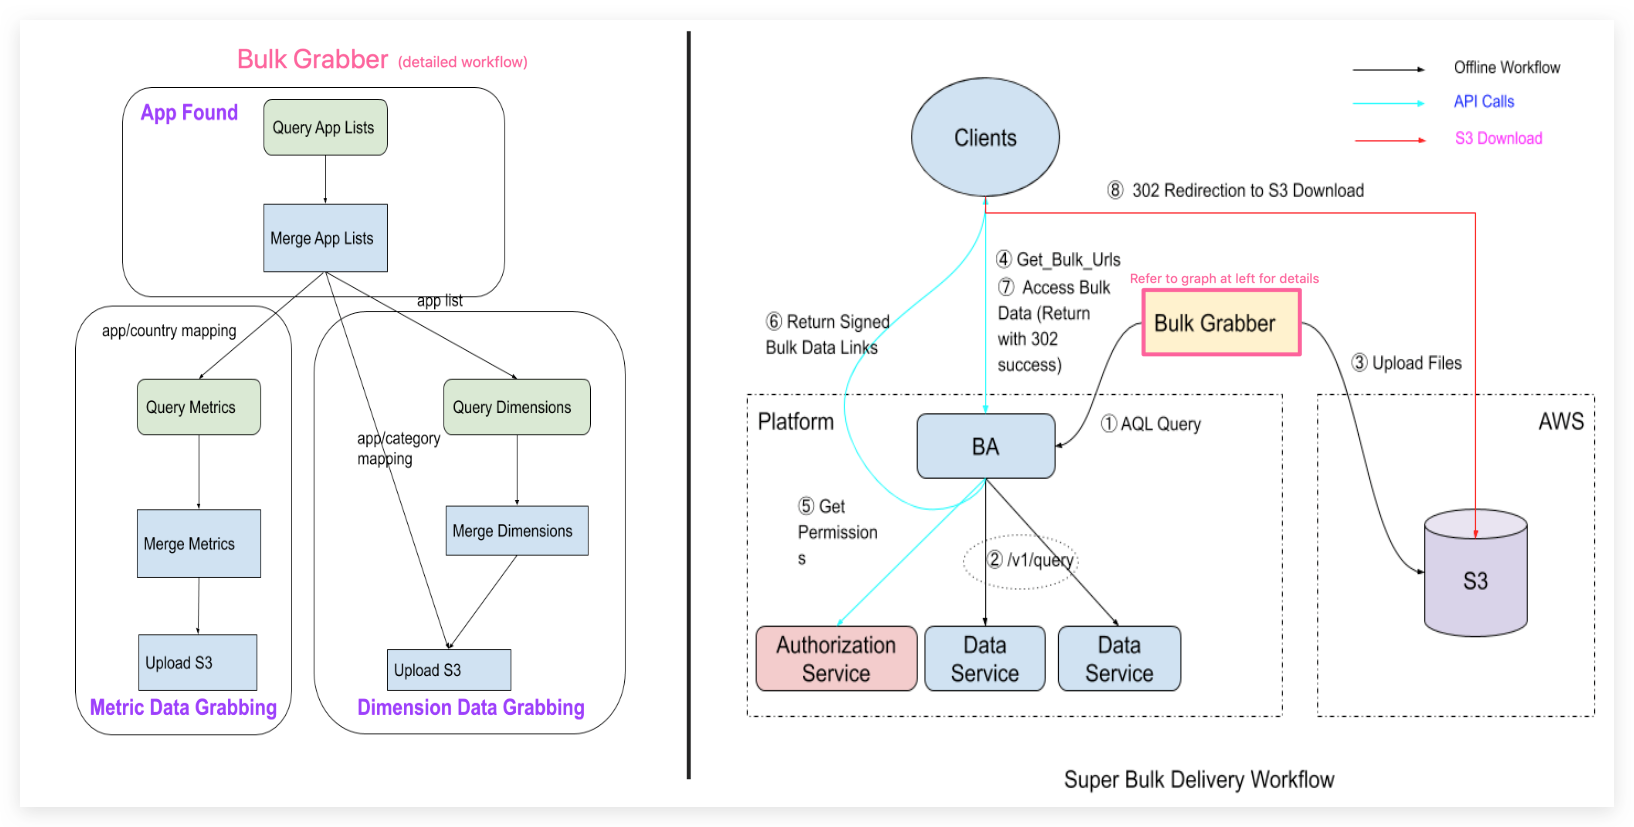 Bulk Grabber (detailed workflow)
App Found
Query App Lists
Merge App Lists
app list
app/country mapping
Query Metrics
Query Dimensions
app/category
mapping
Merge Metrics
Merge Dimensions
Upload S3
Upload S3
Metric Data Grabbing
Dimension Data Grabbing
Offline Workflow
API Calls
S3 Download
Clients
⑧ 302 Redirection to S3 Download
④ Get_Bulk_Urls
⑦ Access Bulk
Data (Return
with 302
success)
Refer to graph at left for details
Bulk Grabber
⑥ Return Signed
Bulk Data Links
③ Upload Files
Platform
BA
① AQL Query
AWS
⑤ Get
Permission
s
② /v1/query
S3
Authorization
Service
Data
Service
Data
Service
Super Bulk Delivery Workflow